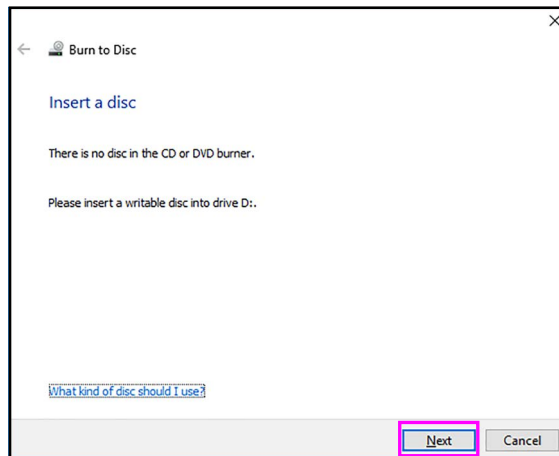 Burn to Disc
Insert a disc
There is no disc in the CD or DVD burner.
Please insert a writable disc into drive D:.
What kind of disc should I use?
Next Cancel